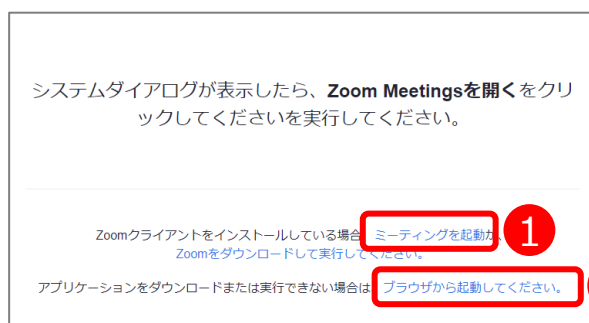 システムダイアログが表示したら、Zoom Meetingsを開くをクリ
ックしてくださいを実行してください。
Zoomクライアントをインストールしている場合 ミーティングを起動か、
1
Zoomをダウンロードして実行してください。
アプリケーションをダウンロードまたは実行できない場合は ブラウザから起動してください。